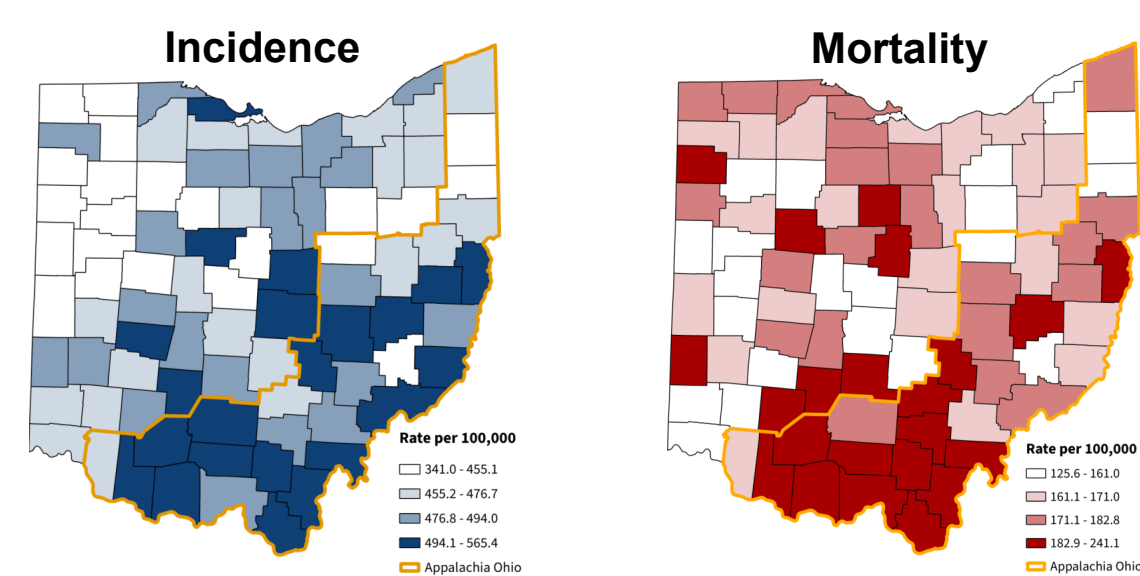 Incidence
Mortality
Rate per 100,000
341.0 - 455.1
455.2 - 476.7
476.8 - 494.0
494.1 - 565.4
Appalachia Ohio
Rate per 100,000
125.6 - 161.0
161.1 - 171.0
171.1 - 182.8
182.9 - 241.1
Appalachia Ohio